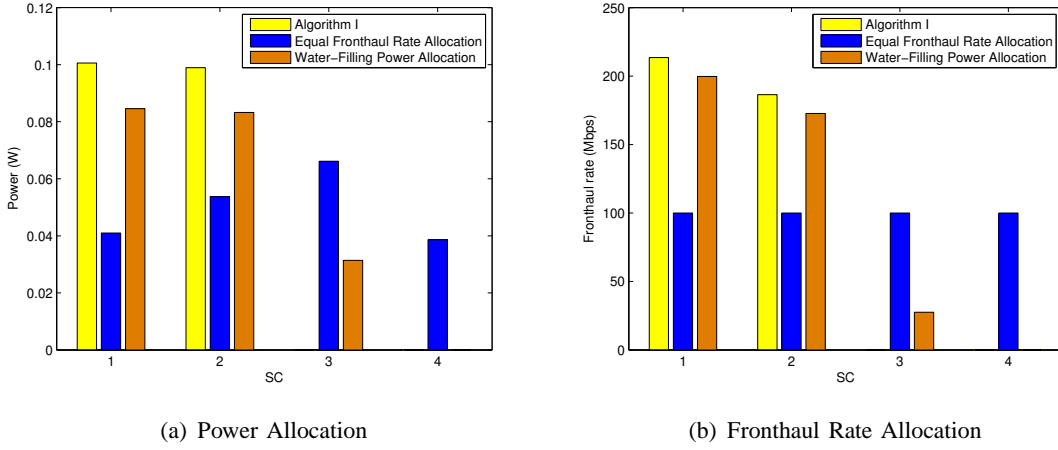 0.12
0.1
0.08
0.06
0.04
0.02
0
Power (W)
1 2 3 4
SC
Algorithm I
Equal Fronthaul Rate Allocation
Water−Filling Power Allocation
(a) Power Allocation
250
200
150
100
50
0
Fronthaul rate (Mbps)
1 2 3 4
SC
Algorithm I
Equal Fronthaul Rate Allocation
Water−Filling Power Allocation
(b) Fronthaul Rate Allocation